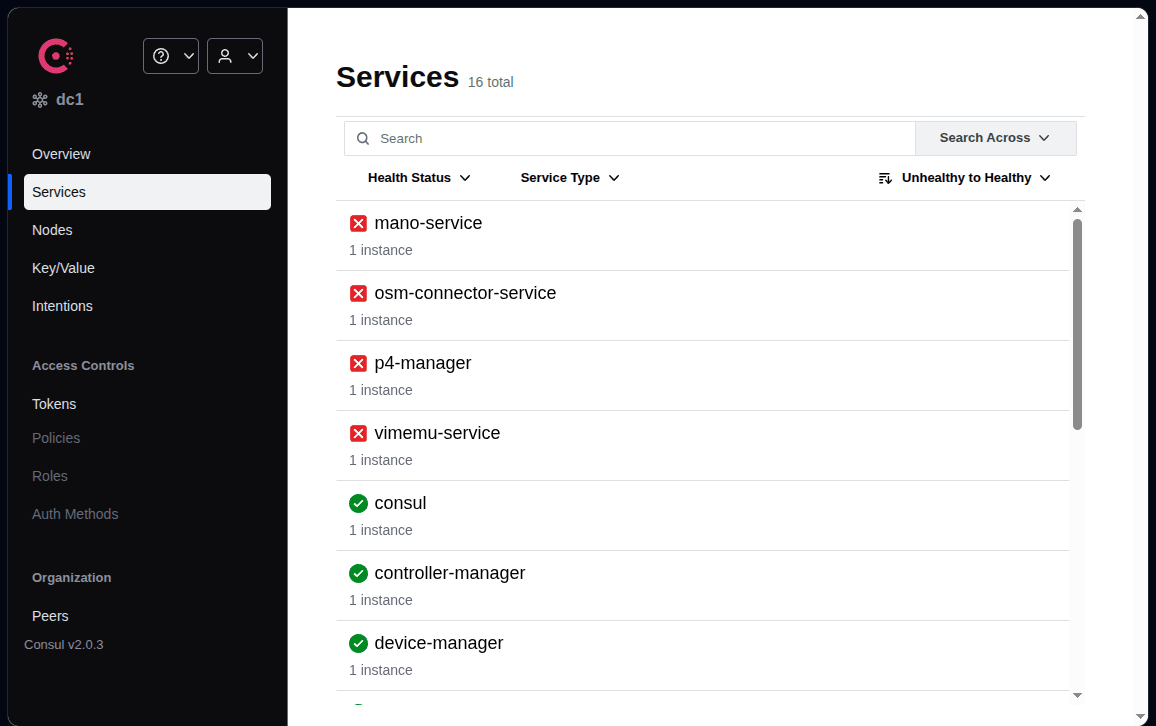 dc1
Overview
Services
Nodes
Key/Value
Intentions
Access Controls
Tokens
Policies
Roles
Auth Methods
Organization
Peers
Consul v2.0.3
Services 16 total
Search
Search Across
Health Status
Service Type
Unhealthy to Healthy
mano-service
1 instance
osm-connector-service
1 instance
p4-manager
1 instance
vimemu-service
1 instance
consul
1 instance
controller-manager
1 instance
device-manager
1 instance